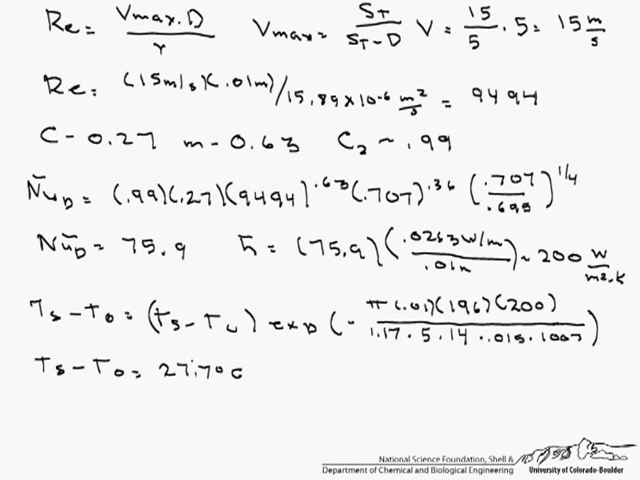 Re = Vmax. D / γ Vmax = ST / ST - D V = 15 / 5 . 5 = 15 m/s
Re = (15m/s)(.01m) / 15.89 x 10-6 m²/s = 9494
C - 0.27 m - 0.63 C2 ~ .99
N̄uD = (.99)(.27)(9494)^.63 (.707)^.36 (.707 / .695)^1/4
N̄uD = 75.9 h̄ = (75.9)(.0263 W/m / .01m) ~ 200 W / m².K
Ts - To = (Ts - Ti) exp (- π(.01)(196)(200) / 1.17 . 5 . 14 . .015 . 1007)
Ts - To = 27.7°C
National Science Foundation, Shell &
Department of Chemical and Biological Engineering
University of Colorado-Boulder